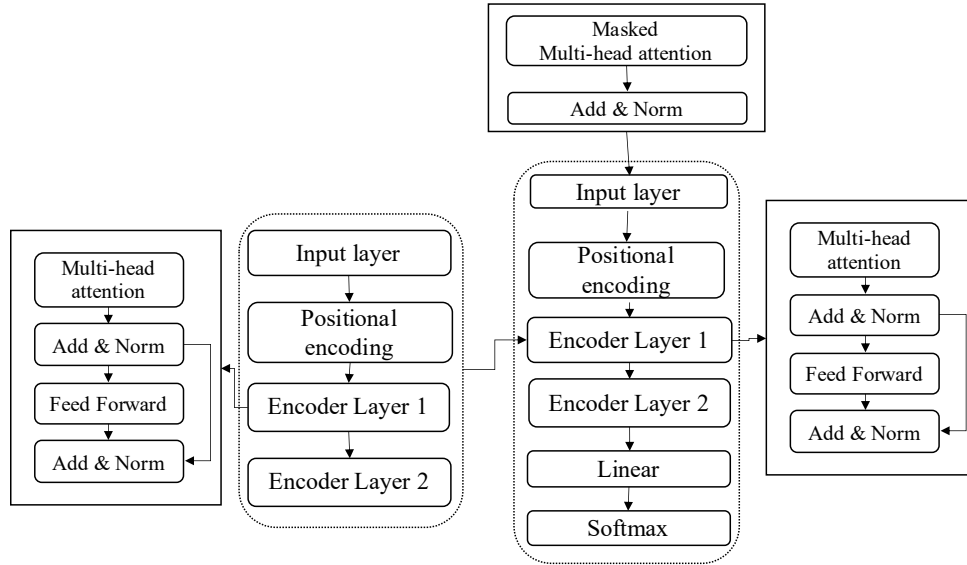 Masked
Multi-head attention
Add & Norm
Input layer
Positional
encoding
Encoder Layer 1
Encoder Layer 2
Linear
Softmax
Input layer
Positional
encoding
Encoder Layer 1
Encoder Layer 2
Multi-head
attention
Add & Norm
Feed Forward
Add & Norm
Multi-head
attention
Add & Norm
Feed Forward
Add & Norm